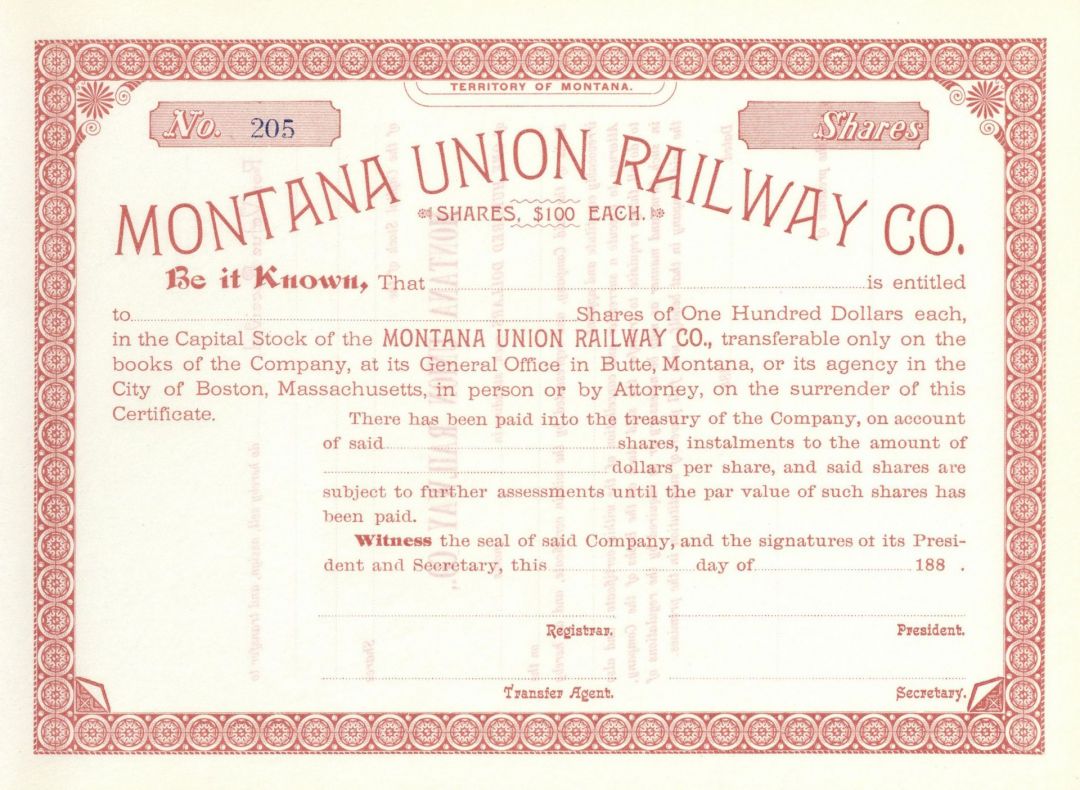 TERRITORY OF MONTANA.
No. 205
Shares
MONTANA UNION RAILWAY CO.
SHARES, $100 EACH.
Be it Known, That is entitled
to Shares of One Hundred Dollars each,
in the Capital Stock of the MONTANA UNION RAILWAY CO., transferable only on the
books of the Company, at its General Office in Butte, Montana, or its agency in the
City of Boston, Massachusetts, in person or by Attorney, on the surrender of this
Certificate.
There has been paid into the treasury of the Company, on account
of said shares, instalments to the amount of
dollars per share, and said shares are
subject to further assessments until the par value of such shares has
been paid.
Witness the seal of said Company, and the signatures of its Presi-
dent and Secretary, this day of 188 .
Registrar. President.
Transfer Agent. Secretary.